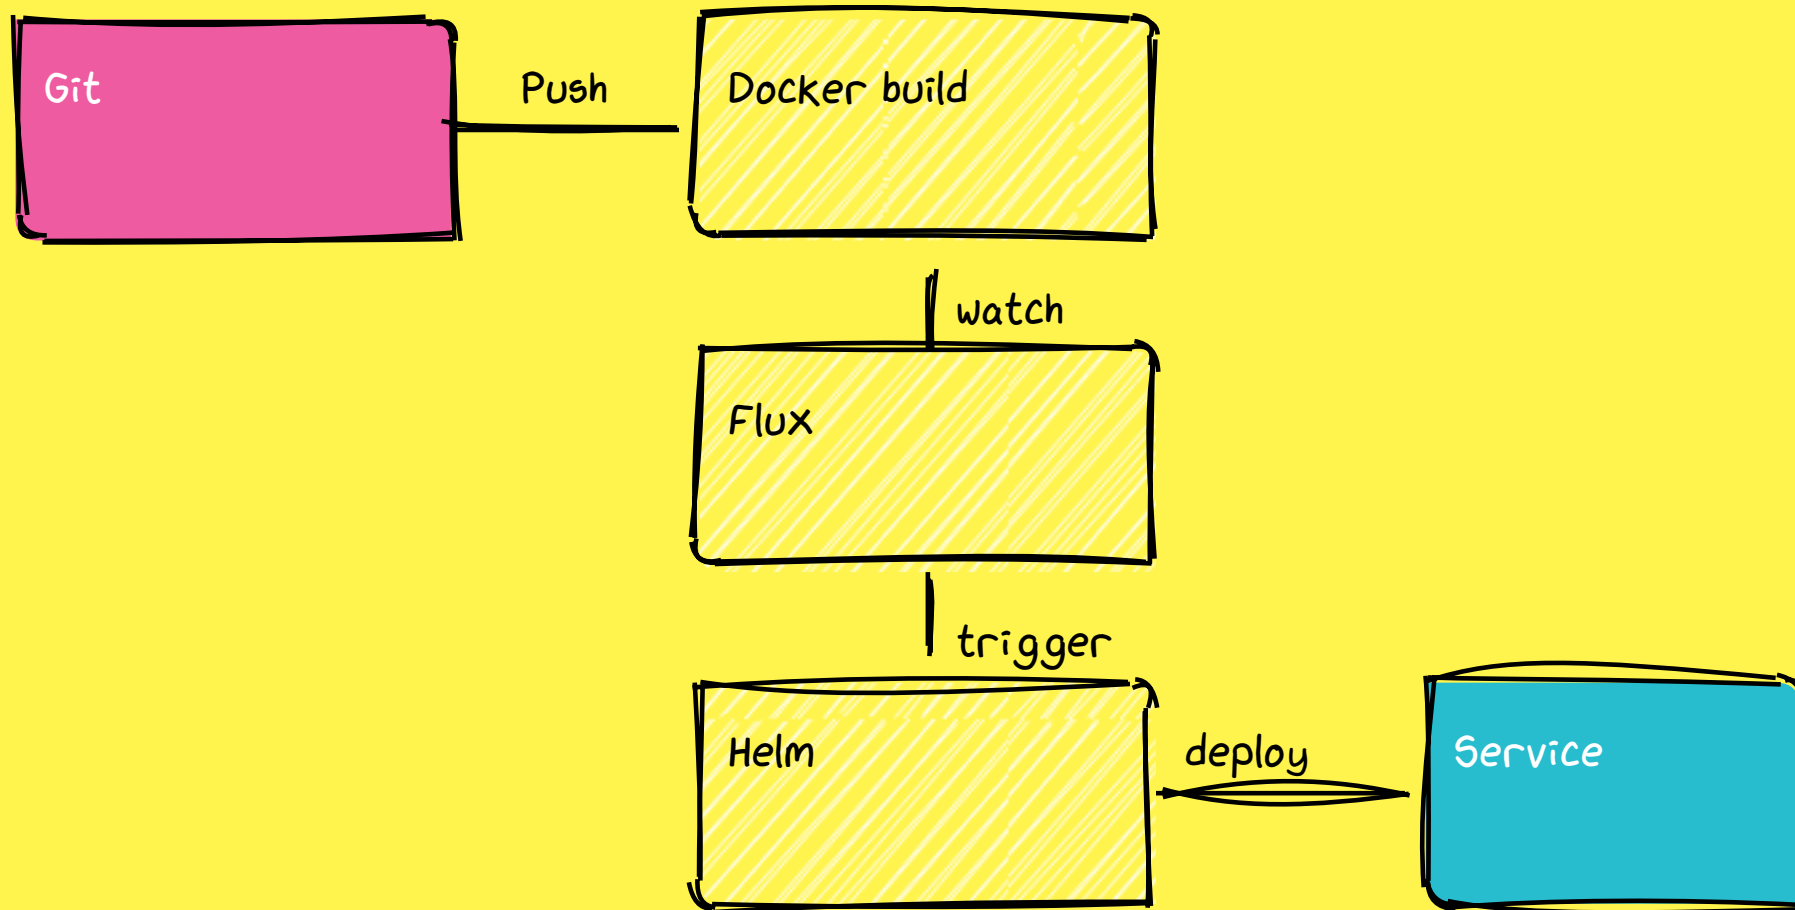 Git
Push
Docker build
watch
Flux
trigger
Helm
deploy
Service